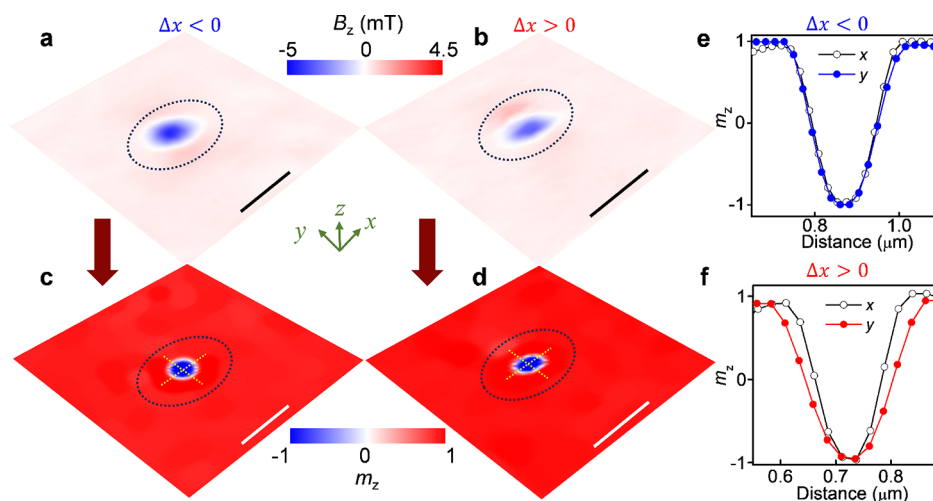 a
Δx < 0
B_z (mT)
-5 0 4.5
b
Δx > 0
z
y
x
c
d
-1 0 1
m_z
e
Δx < 0
x
y
1
0
-1
m_z
0.8 1.0
Distance (μm)
f
Δx > 0
x
y
1
0
-1
m_z
0.6 0.7 0.8
Distance (μm)